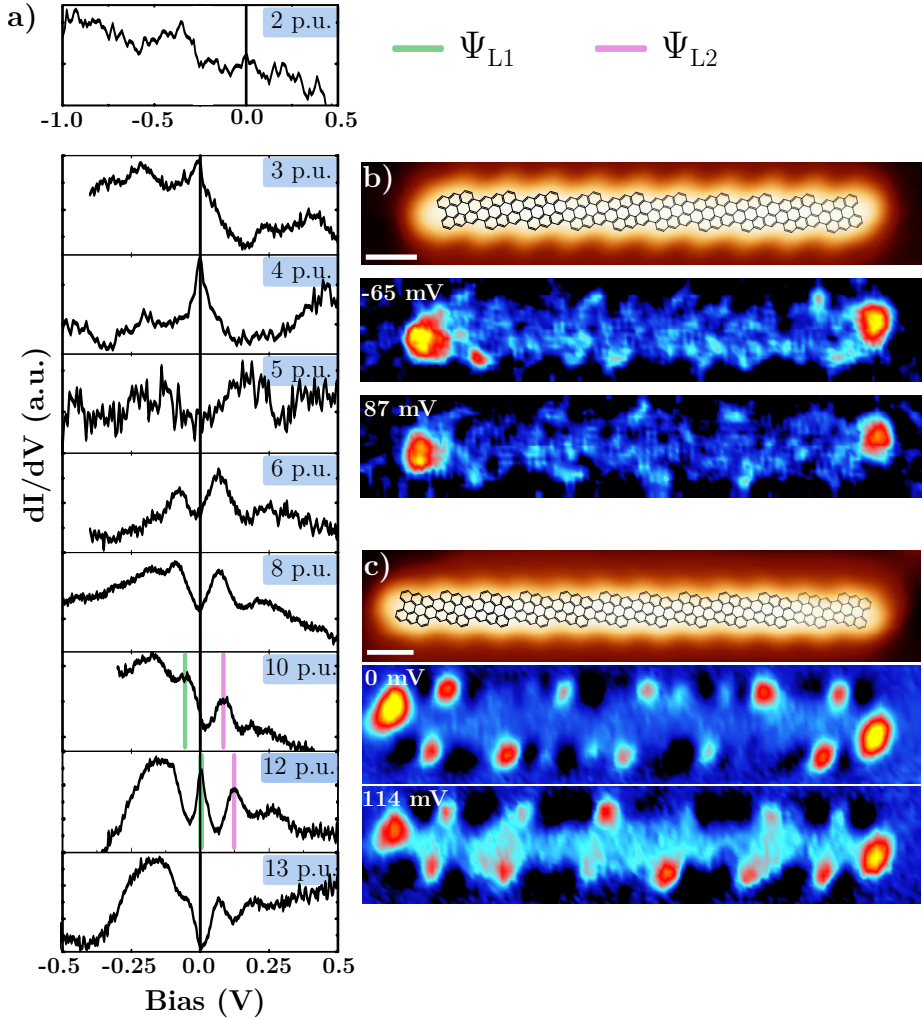 a)
2 p.u.
-1.0
-0.5
0.0
0.5
Ψ_L1
Ψ_L2
dI/dV (a.u.)
3 p.u.
4 p.u.
5 p.u.
6 p.u.
8 p.u.
10 p.u.
12 p.u.
13 p.u.
-0.5
-0.25
0.0
0.25
0.5
Bias (V)
b)
-65 mV
87 mV
c)
0 mV
114 mV